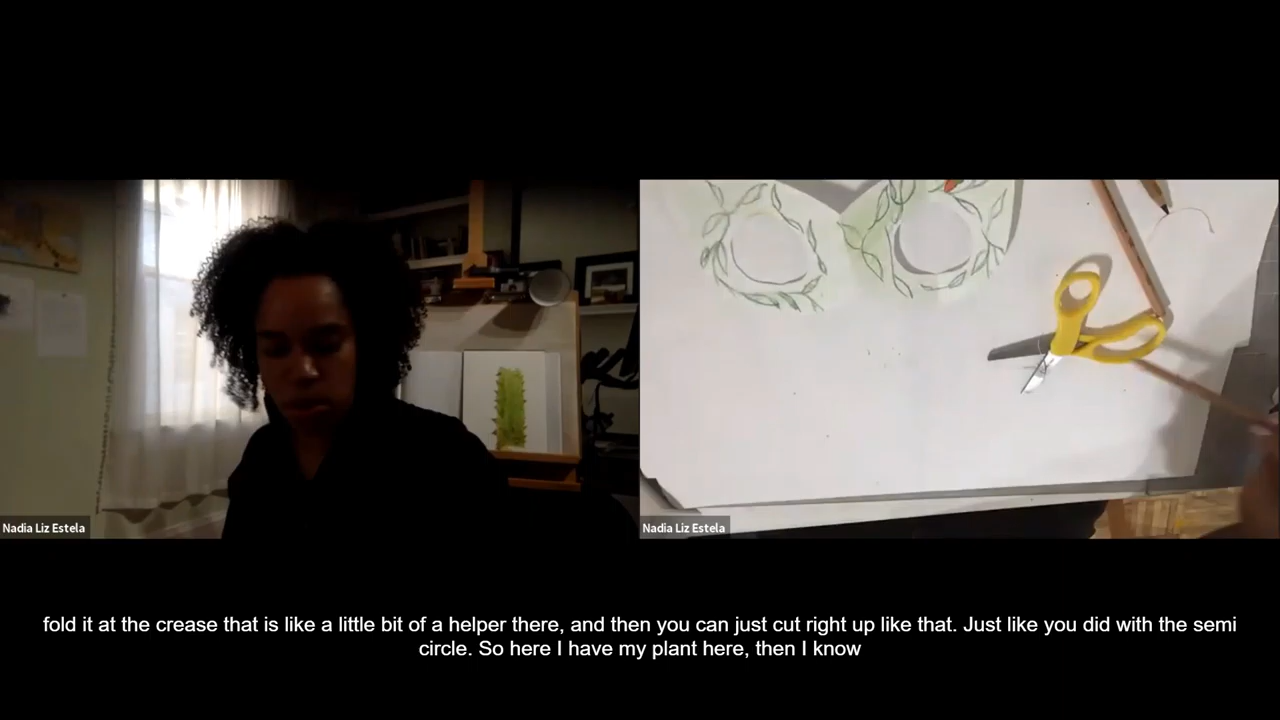 Nadia Liz Estela
Nadia Liz Estela
fold it at the crease that is like a little bit of a helper there, and then you can just cut right up like that. Just like you did with the semi
circle. So here I have my plant here, then I know